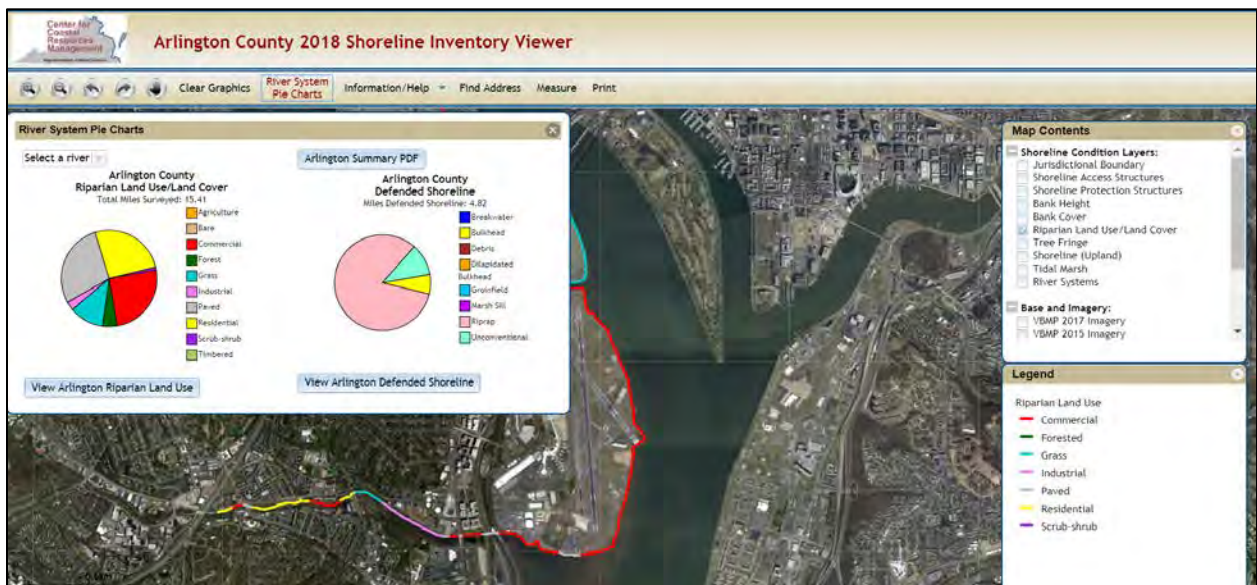 Center for
Coastal
Resources
Management
Arlington County 2018 Shoreline Inventory Viewer
Clear Graphics
River System
Pie Charts
Information/Help
Find Address
Measure
Print
River System Pie Charts
Select a river
Arlington Summary PDF
Arlington County
Riparian Land Use/Land Cover
Total Miles Surveyed: 15.41
Agriculture
Bare
Commercial
Forest
Grass
Industrial
Paved
Residential
Scrub-shrub
Timbered
View Arlington Riparian Land Use
Arlington County
Defended Shoreline
Miles Defended Shoreline: 4.82
Breakwater
Bulkhead
Debris
Dilapidated
Bulkhead
Groinfield
Marsh Sill
Riprap
Unconventional
View Arlington Defended Shoreline
Map Contents
Shoreline Condition Layers:
Jurisdictional Boundary
Shoreline Access Structures
Shoreline Protection Structures
Bank Height
Bank Cover
Riparian Land Use/Land Cover
Tree Fringe
Shoreline (Upland)
Tidal Marsh
River Systems
Base and Imagery:
VBMP 2017 Imagery
VBMP 2015 Imagery
Legend
Riparian Land Use
Commercial
Forested
Grass
Industrial
Paved
Residential
Scrub-shrub